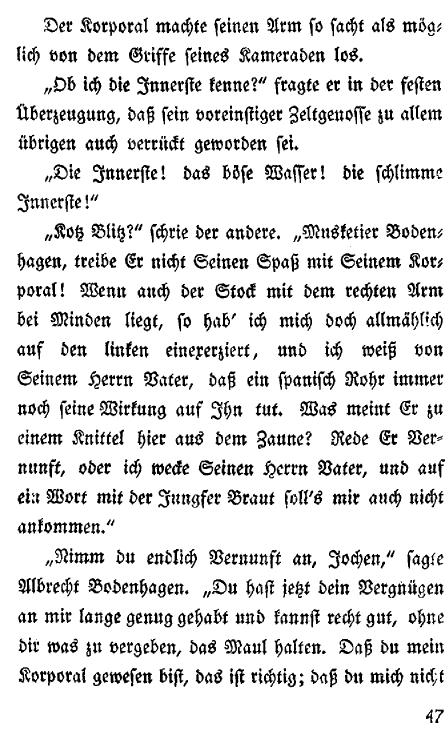 Der Korporal machte seinen Arm so sacht als mög-
lich von dem Griffe seines Kameraden los.
„Ob ich die Innerste kenne?“ fragte er in der festen
Überzeugung, daß sein voreinstiger Zeltgenosse zu allem
übrigen auch verrückt geworden sei.
„Die Innerste! das böse Wasser! die schlimme
Innerste!“
„Kotz Blitz?“ schrie der andere. „Musketier Boden-
hagen, treibe Er nicht Seinen Spaß mit Seinem Kor-
poral! Wenn auch der Stock mit dem rechten Arm
bei Minden liegt, so hab' ich mich doch allmählich
auf den linken einexerziert, und ich weiß von
Seinem Herrn Vater, daß ein spanisch Rohr immer
noch seine Wirkung auf Ihn tut. Was meint Er zu
einem Knittel hier aus dem Zaune? Rede Er Ver-
nunft, oder ich wecke Seinen Herrn Vater, und auf
ein Wort mit der Jungfer Braut soll's mir auch nicht
ankommen.“
„Nimm du endlich Vernunft an, Jochen,“ sagte
Albrecht Bodenhagen. „Du hast jetzt dein Vergnügen
an mir lange genug gehabt und kannst recht gut, ohne
dir was zu vergeben, das Maul halten. Daß du mein
Korporal gewesen bist, das ist richtig; daß du mich nicht
47